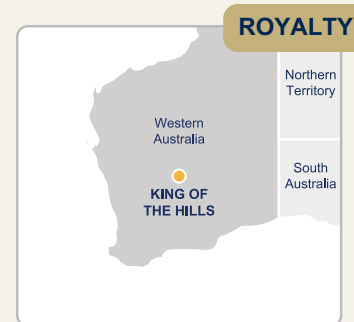 ROYALTY
Northern
Territory
Western
Australia
South
Australia
KING OF
THE HILLS